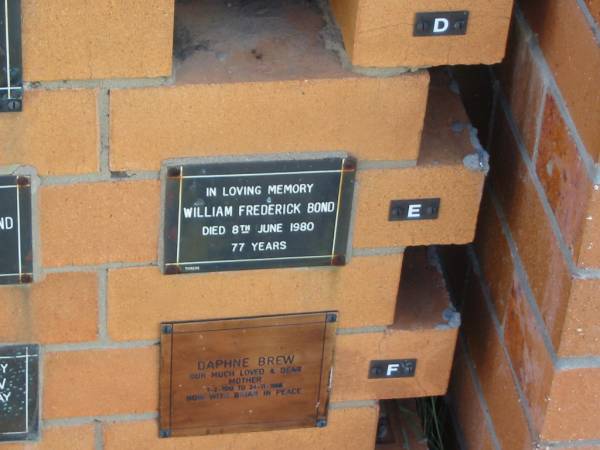 D
IN LOVING MEMORY
WILLIAM FREDERICK BOND
DIED 8TH JUNE 1980
77 YEARS
E
ND
DAPHNE BREW
OUR MUCH LOVED & DEAR
MOTHER
NOW WITH BRIAN IN PEACE
F